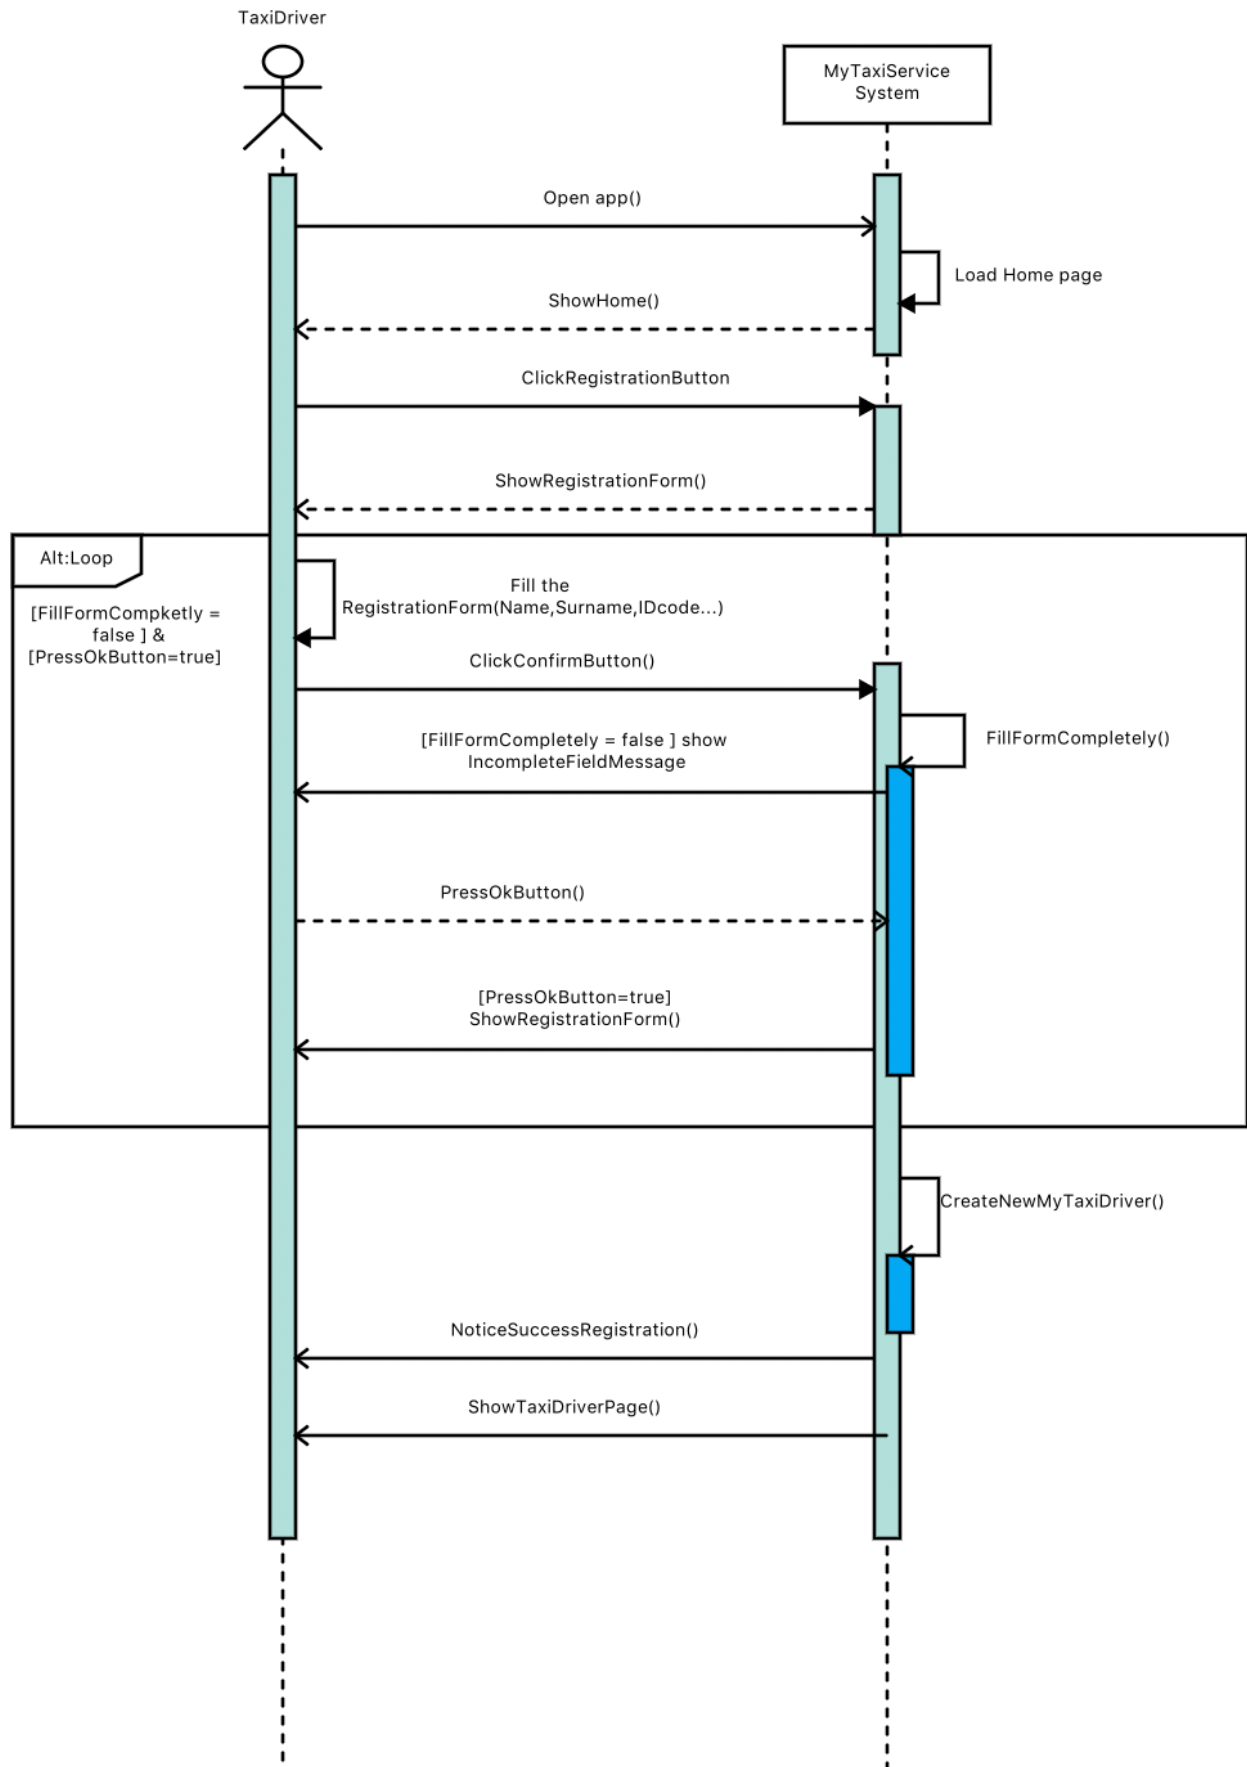 TaxiDriver
MyTaxiService
System
Open app()
Load Home page
ShowHome()
ClickRegistrationButton
ShowRegistrationForm()
Alt:Loop
[FillFormCompketly =
false ] &
[PressOkButton=true]
Fill the
RegistrationForm(Name,Surname,IDcode...)
ClickConfirmButton()
FillFormCompletely()
[FillFormCompletely = false ] show
IncompleteFieldMessage
PressOkButton()
[PressOkButton=true]
ShowRegistrationForm()
CreateNewMyTaxiDriver()
NoticeSuccessRegistration()
ShowTaxiDriverPage()